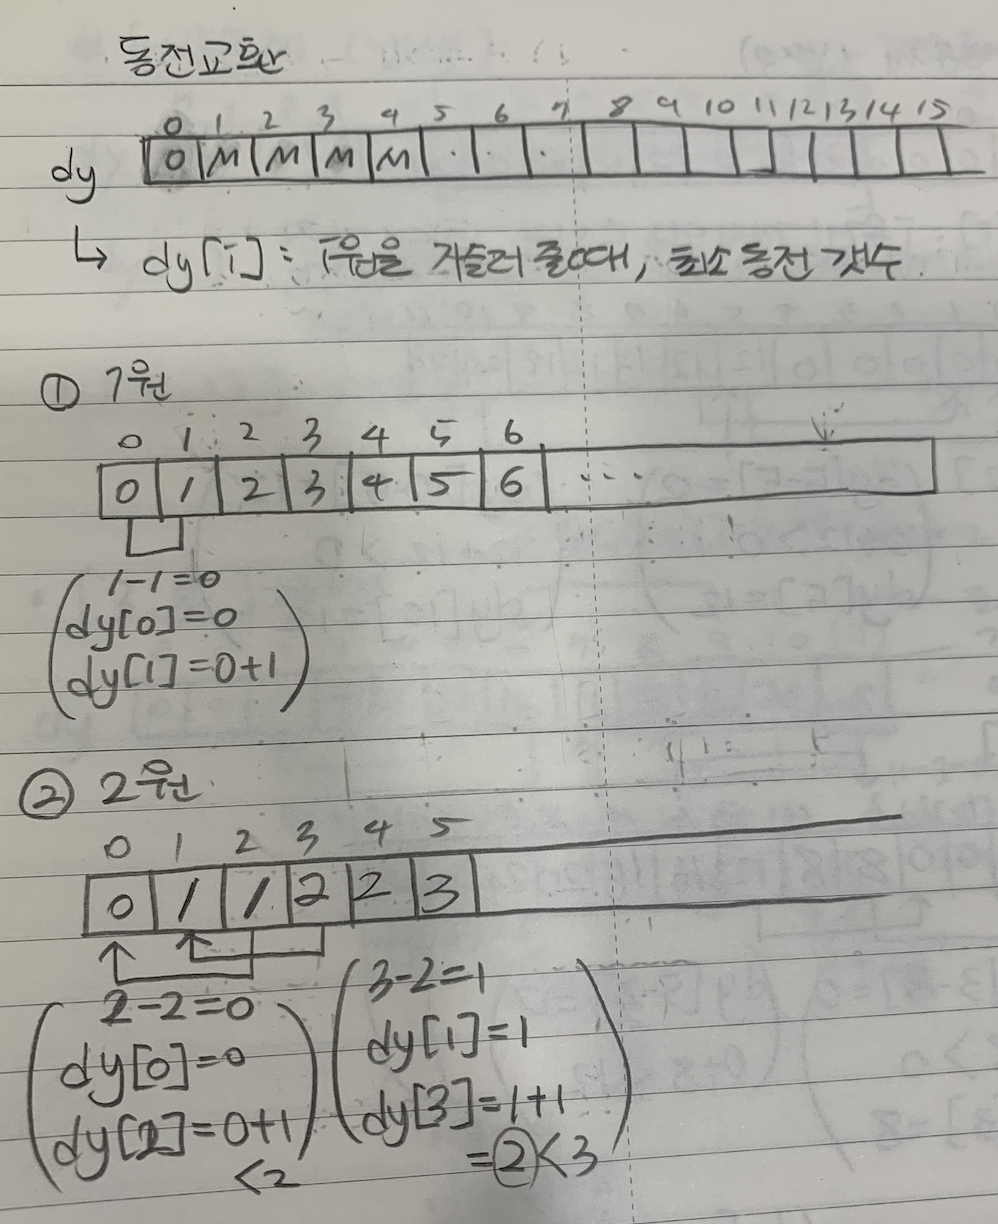 동전교환
0 1 2 3 4 5 6 7 8 9 10 11 12 13 14 15
dy 0 M M M M . . .
↳ dy[i] : i원을 거슬러 줄때, 최소 동전 갯수.
① 1원
0 1 2 3 4 5 6
0 1 2 3 4 5 6 ...
1-1=0
dy[0]=0
dy[1]=0+1
② 2원
0 1 2 3 4 5
0 1 1 2 2 3
2-2=0
dy[0]=0
dy[2]=0+1
<2
3-2=1
dy[1]=1
dy[3]=1+1
=②<3